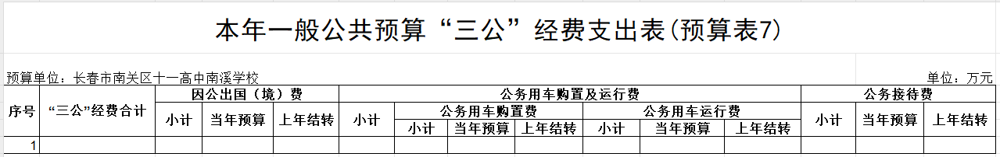 本年一般公共预算“三公”经费支出表(预算表7)
预算单位：长春市南关区十一高中南溪学校 单位：万元
序号 “三公”经费合计 因公出国（境）费 公务用车购置及运行费 公务接待费
小计 当年预算 上年结转 小计 公务用车购置费 公务用车运行费 小计 当年预算 上年结转
小计 当年预算 上年结转 小计 当年预算 上年结转
1